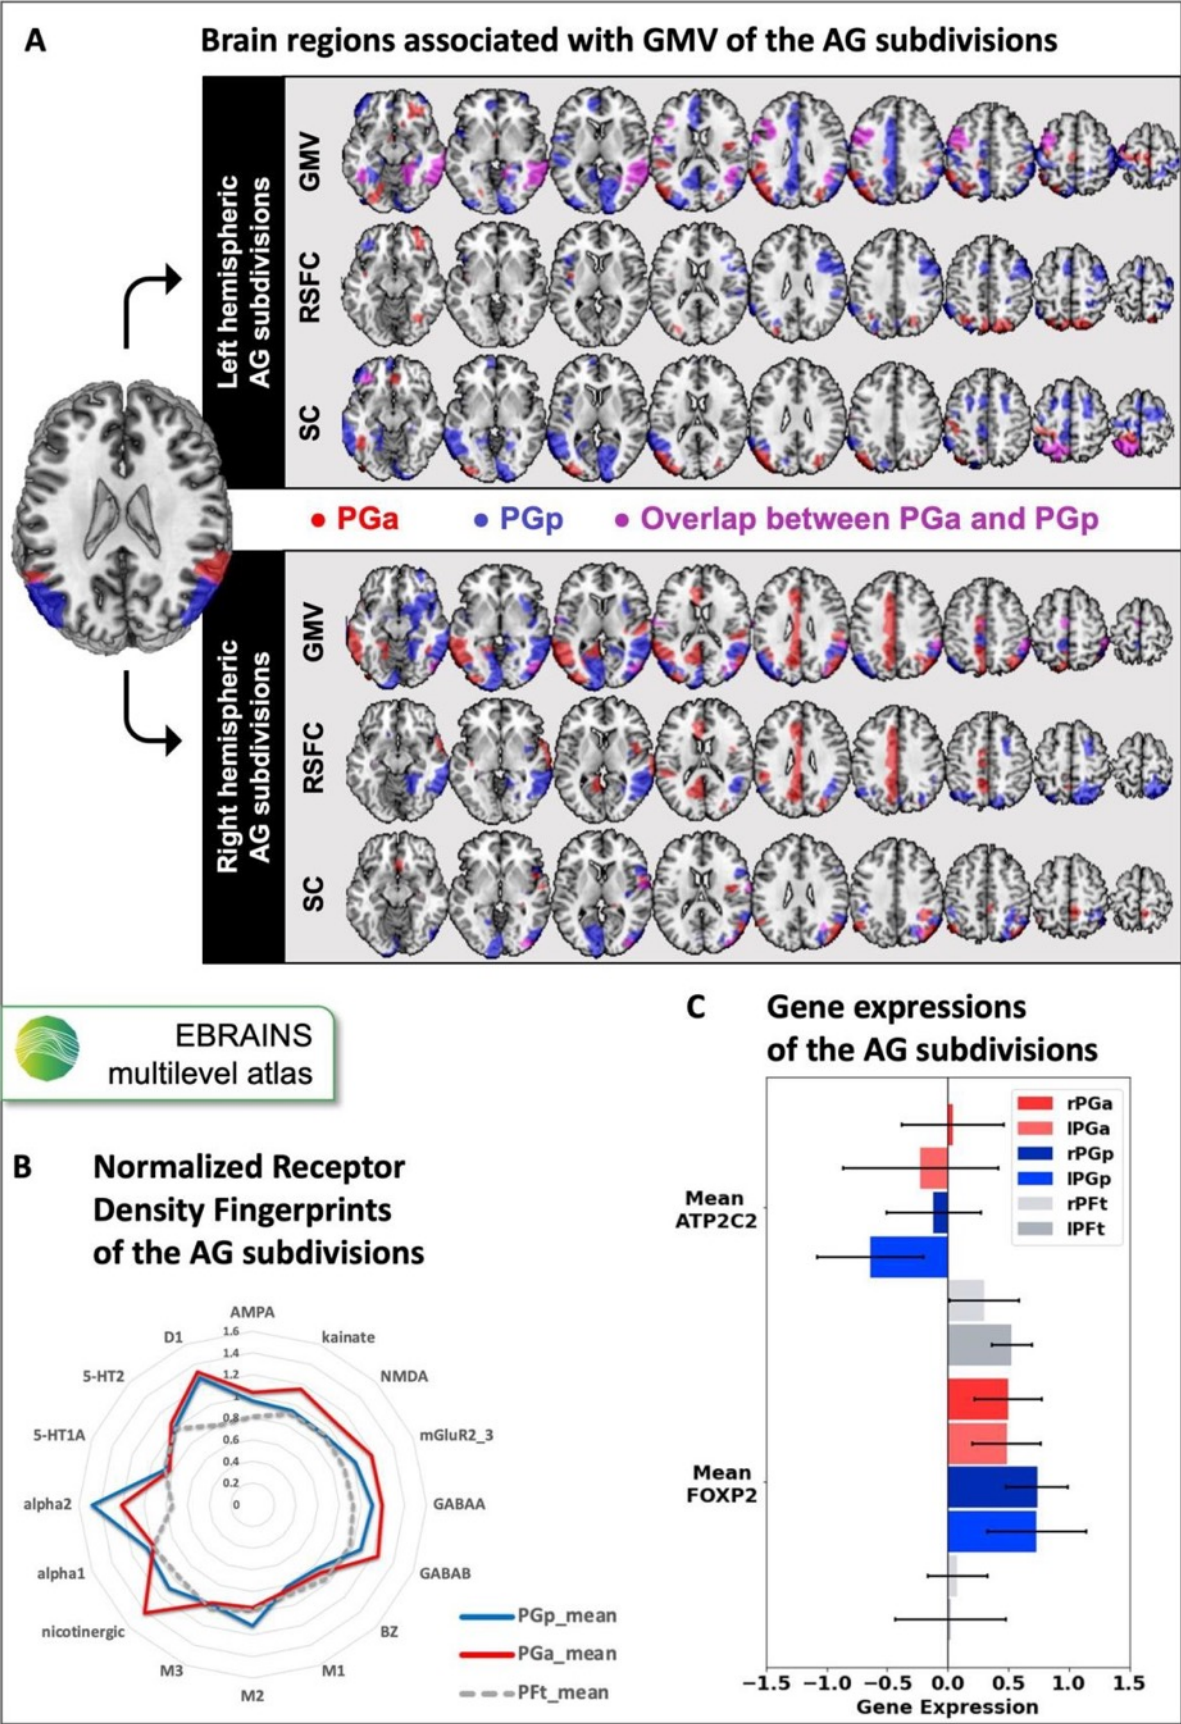 A
Brain regions associated with GMV of the AG subdivisions
Left hemispheric
AG subdivisions
GMV
RSFC
SC
• PGa • PGp • Overlap between PGa and PGp
Right hemispheric
AG subdivisions
GMV
RSFC
SC
EBRAINS
multilevel atlas
B
Normalized Receptor
Density Fingerprints
of the AG subdivisions
AMPA
kainate
NMDA
mGluR2_3
GABAA
GABAB
BZ
M1
M2
M3
nicotinergic
alpha1
alpha2
5-HT1A
5-HT2
D1
1.6
1.4
1.2
1
0.8
0.6
0.4
0.2
0
PGp_mean
PGa_mean
PFt_mean
C
Gene expressions
of the AG subdivisions
rPGa
lPGa
rPGp
lPGp
rPFt
lPFt
Mean
ATP2C2
Mean
FOXP2
−1.5 −1.0 −0.5 0.0 0.5 1.0 1.5
Gene Expression